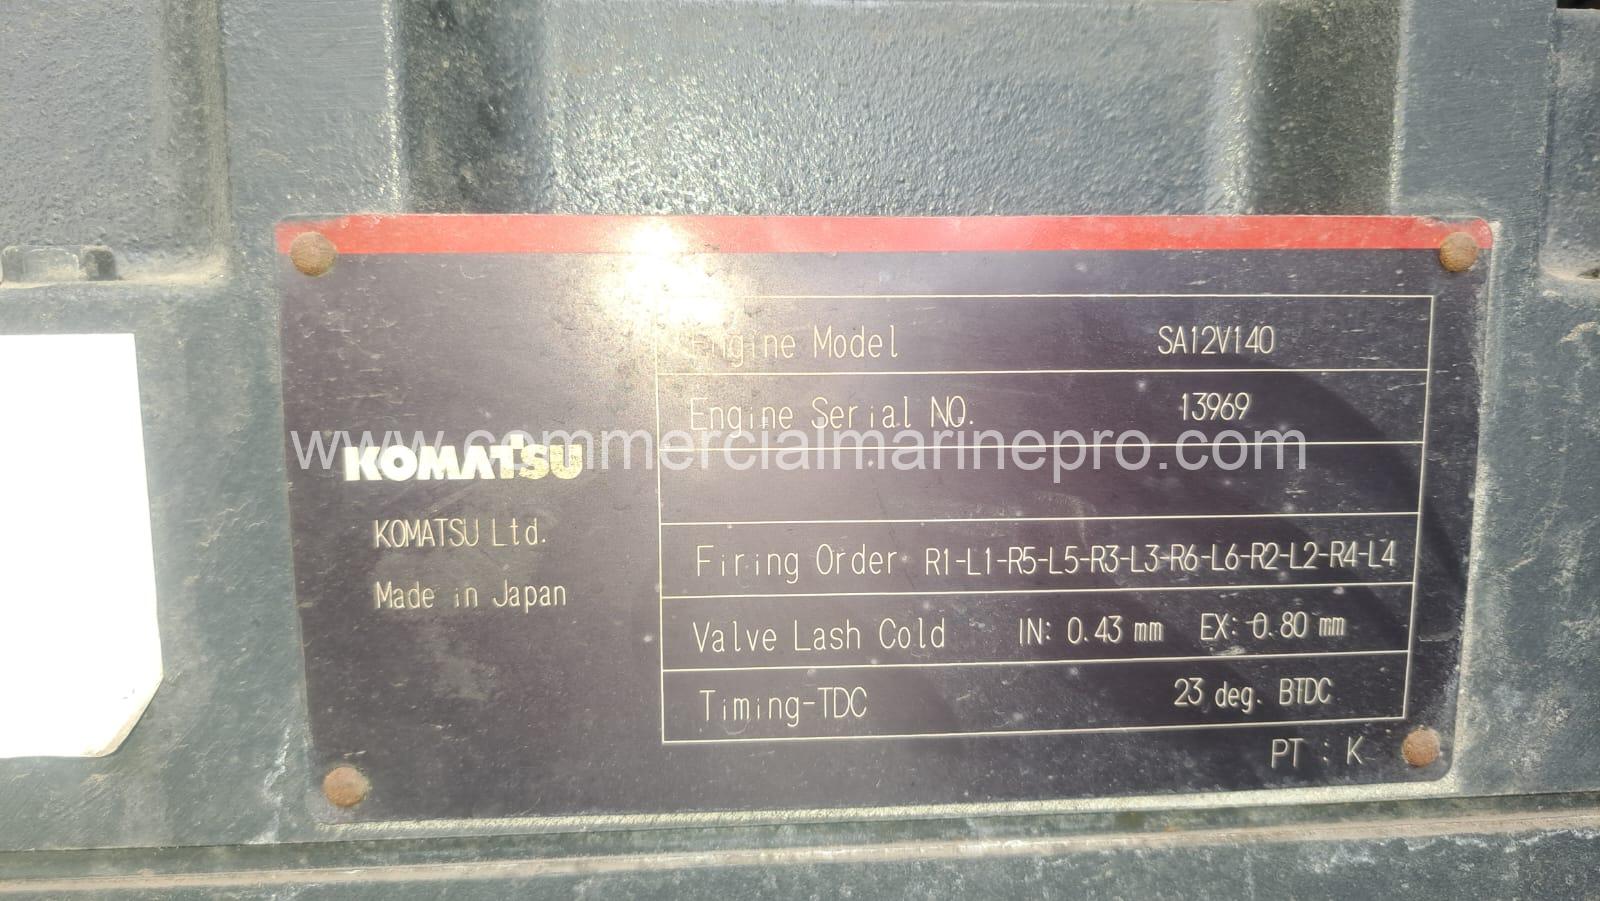 Engine Model SA12V140
Engine Serial NO. 13969
www.commercialmarinepro.com
KOMATSU
KOMATSU Ltd.
Made in Japan
Firing Order R1-L1-R5-L5-R3-L3-R6-L6-R2-L2-R4-L4
Valve Lash Cold IN: 0.43 mm EX: 0.80 mm
Timing-TDC 23 deg. BTDC
PT : K